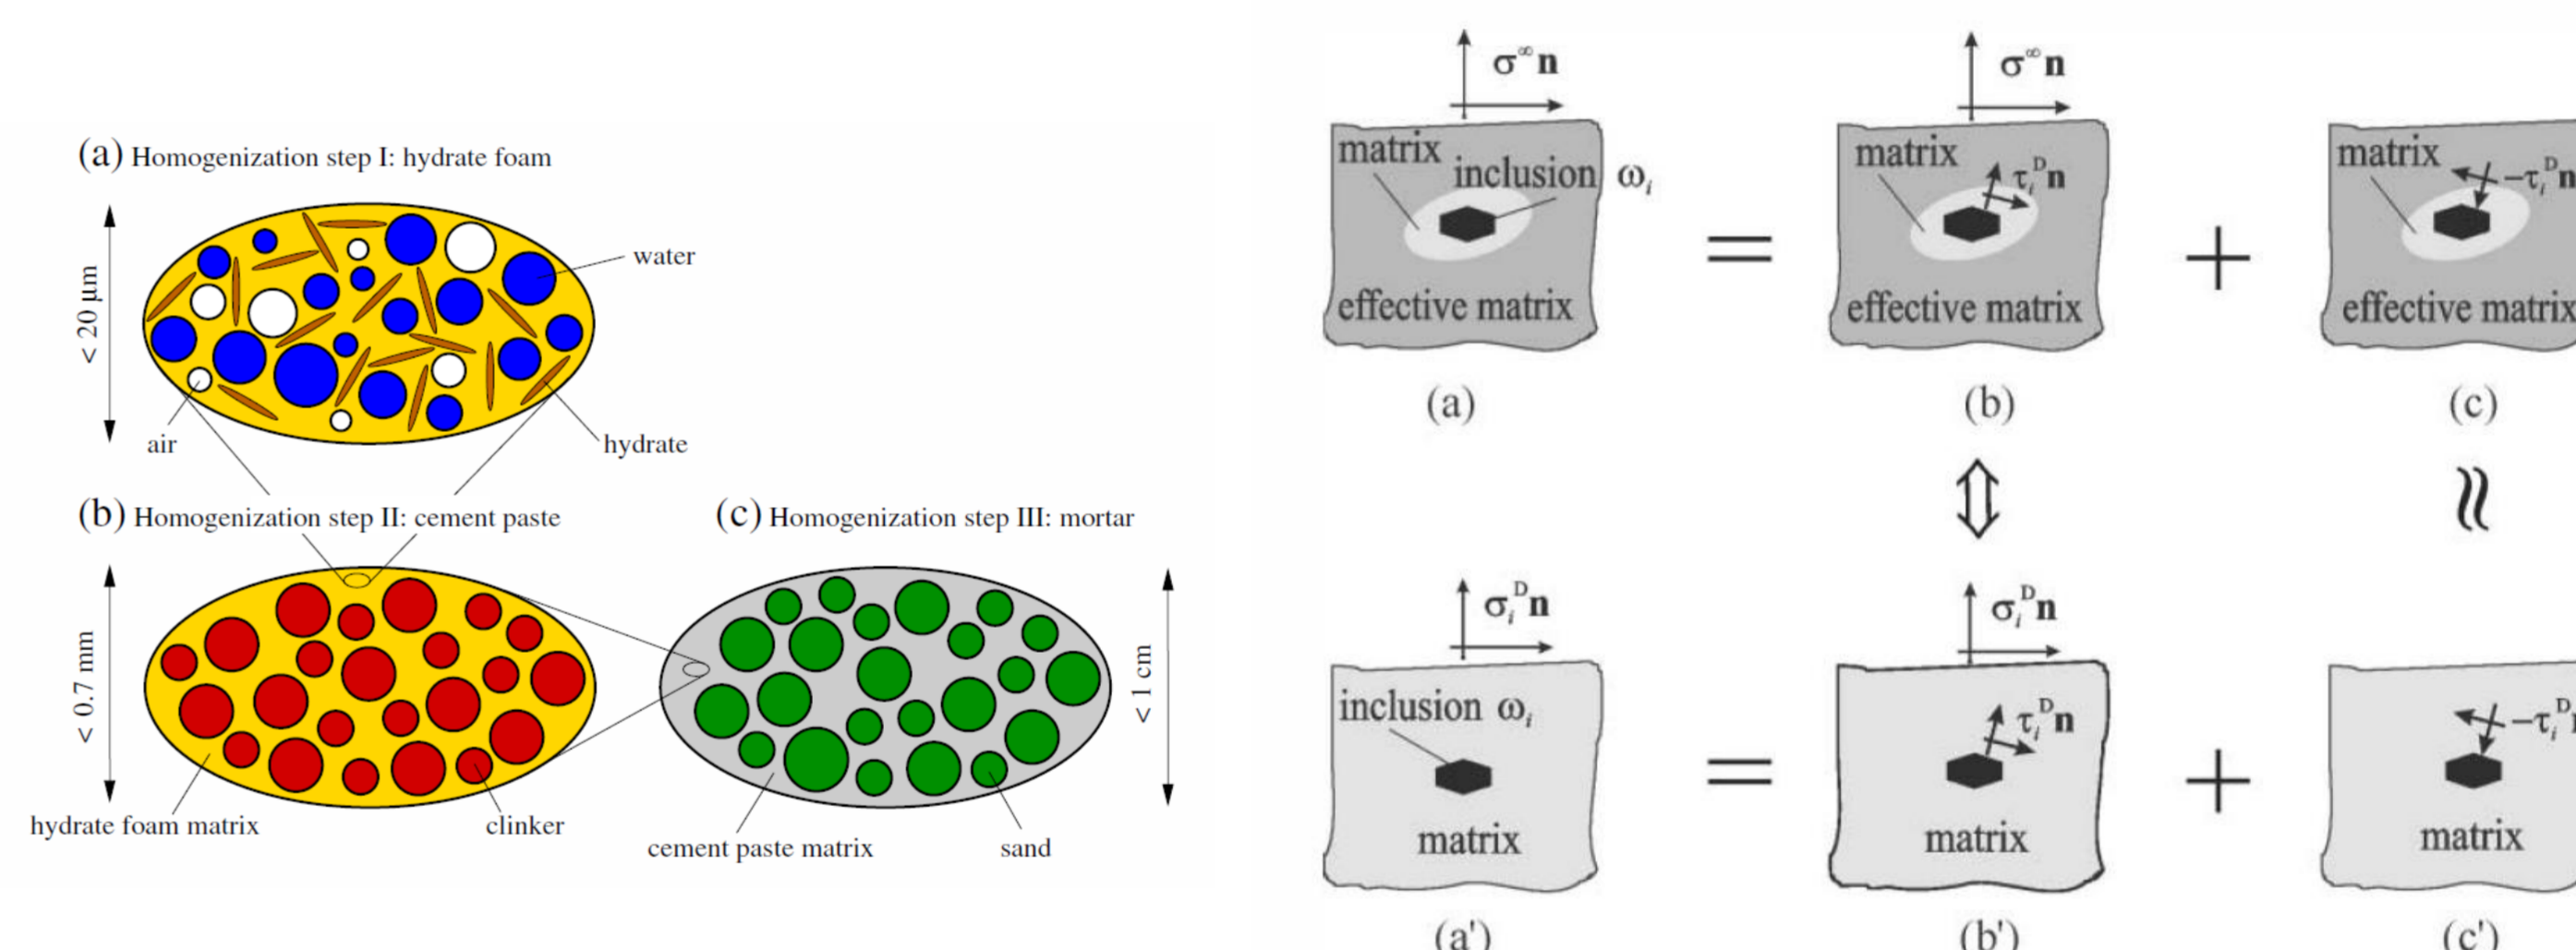 (a) Homogenization step I: hydrate foam
< 20 μm
water
air
hydrate
(b) Homogenization step II: cement paste
< 0.7 mm
hydrate foam matrix
clinker
(c) Homogenization step III: mortar
< 1 cm
cement paste matrix
sand
σ∞n
matrix
inclusion ωi
effective matrix
(a)
=
σ∞n
matrix
τiDn
effective matrix
(b)
+
matrix
−τiDn
effective matrix
(c)
⇕
≈
σiDn
inclusion ωi
matrix
(a')
=
σiDn
τiDn
matrix
(b')
+
−τiD
matrix
(c')